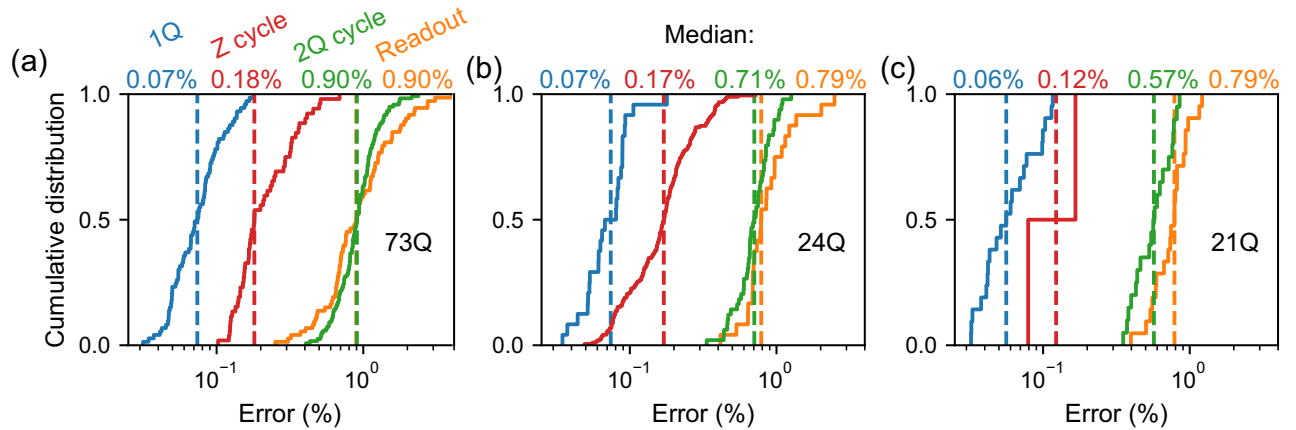 1Q Z cycle 2Q cycle Readout
Median:
(a) 0.07% 0.18% 0.90% 0.90%
(b) 0.07% 0.17% 0.71% 0.79%
(c) 0.06% 0.12% 0.57% 0.79%
Cumulative distribution
1.0
0.5
0.0
73Q
10⁻¹ 10⁰
Error (%)
1.0
0.5
0.0
24Q
10⁻¹ 10⁰
Error (%)
1.0
0.5
0.0
21Q
10⁻¹ 10⁰
Error (%)